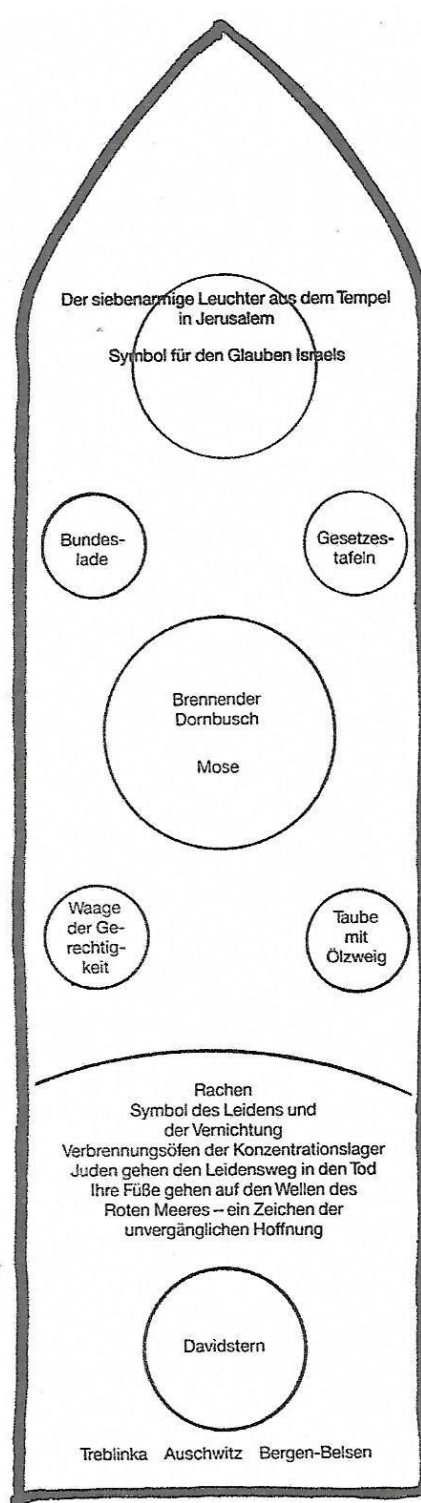 Der siebenarmige Leuchter aus dem Tempel
in Jerusalem
Symbol für den Glauben Israels
Bundes-
lade
Gesetzes-
tafeln
Brennender
Dornbusch
Mose
Waage
der Ge-
rechtig-
keit
Taube
mit
Ölzweig
Rachen
Symbol des Leidens und
der Vernichtung
Verbrennungsöfen der Konzentrationslager
Juden gehen den Leidensweg in den Tod
Ihre Füße gehen auf den Wellen des
Roten Meeres – ein Zeichen der
unvergänglichen Hoffnung
Davidstern
Treblinka Auschwitz Bergen-Belsen